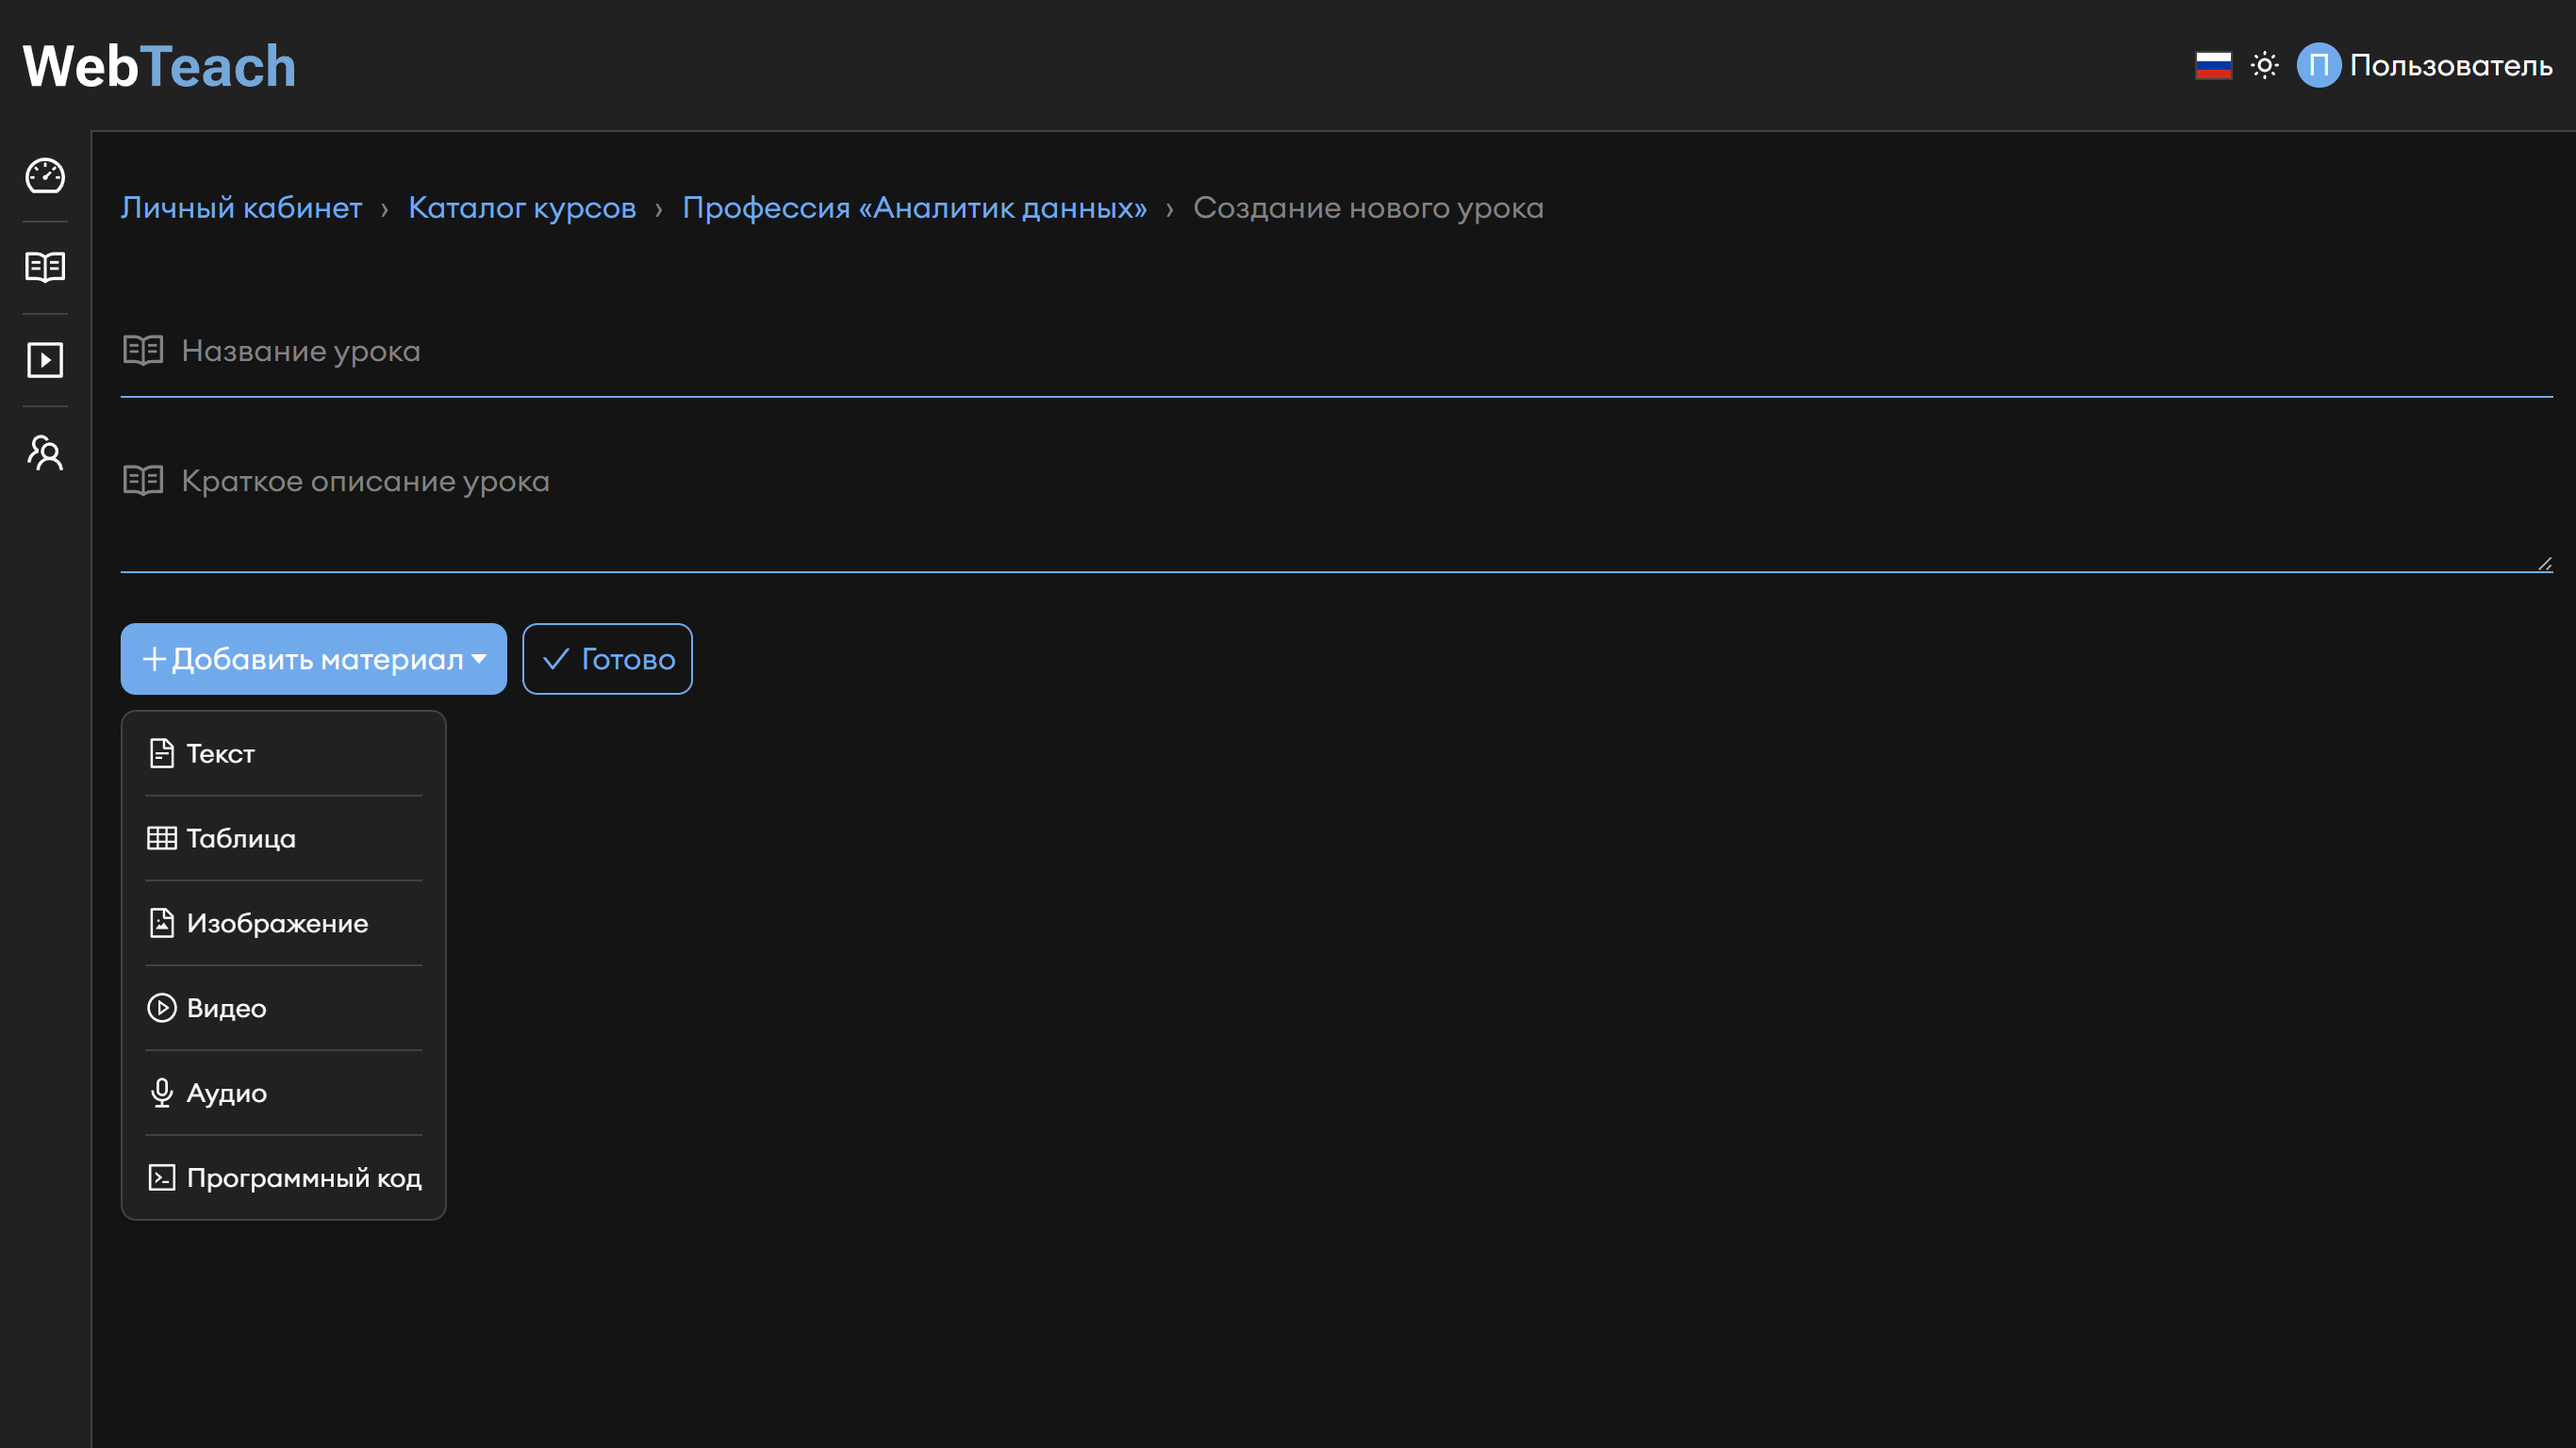 WebTeach
П Пользователь
Личный кабинет › Каталог курсов › Профессия «Аналитик данных» › Создание нового урока
Название урока
Краткое описание урока
Добавить материал
Готово
Текст
Таблица
Изображение
Видео
Аудио
Программный код